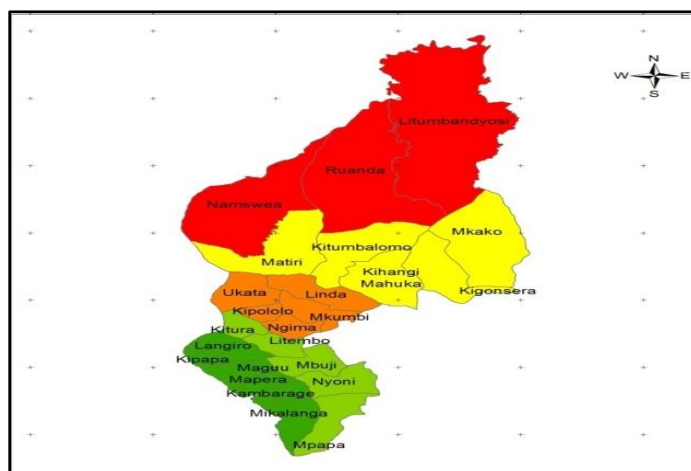 N
W E
S
Litumbandyosi
Ruanda
Namswea
Mkako
Kitumbalomo
Matiri
Kihangi
Mahuka
Kigonsera
Ukata
Linda
Kipololo
Mkumbi
Kitura
Ngima
Litembo
Langiro
Kipapa
Mbuji
Maguu
Mapera
Nyoni
Kambarage
Mikalanga
Mpapa